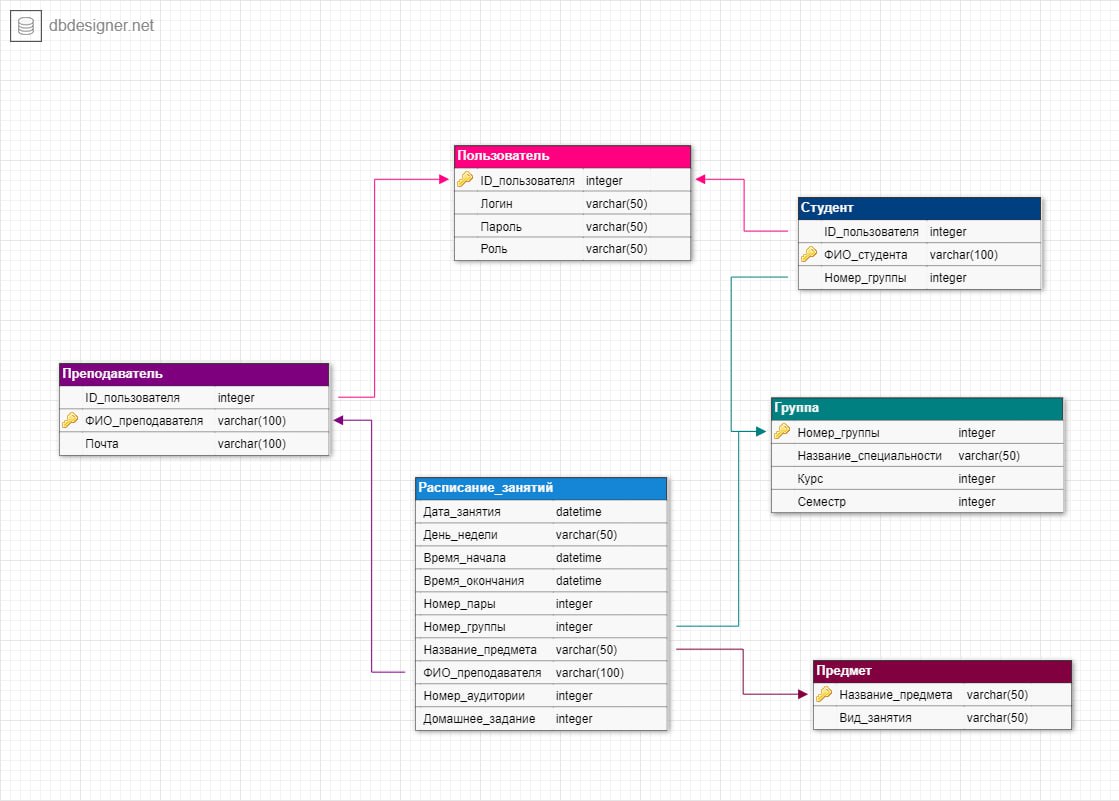 dbdesigner.net
Пользователь
ID_пользователя integer
Логин varchar(50)
Пароль varchar(50)
Роль varchar(50)
Студент
ID_пользователя integer
ФИО_студента varchar(100)
Номер_группы integer
Преподаватель
ID_пользователя integer
ФИО_преподавателя varchar(100)
Почта varchar(100)
Группа
Номер_группы integer
Название_специальности varchar(50)
Курс integer
Семестр integer
Расписание_занятий
Дата_занятия datetime
День_недели varchar(50)
Время_начала datetime
Время_окончания datetime
Номер_пары integer
Номер_группы integer
Название_предмета varchar(50)
ФИО_преподавателя varchar(100)
Номер_аудитории integer
Домашнее_задание integer
Предмет
Название_предмета varchar(50)
Вид_занятия varchar(50)